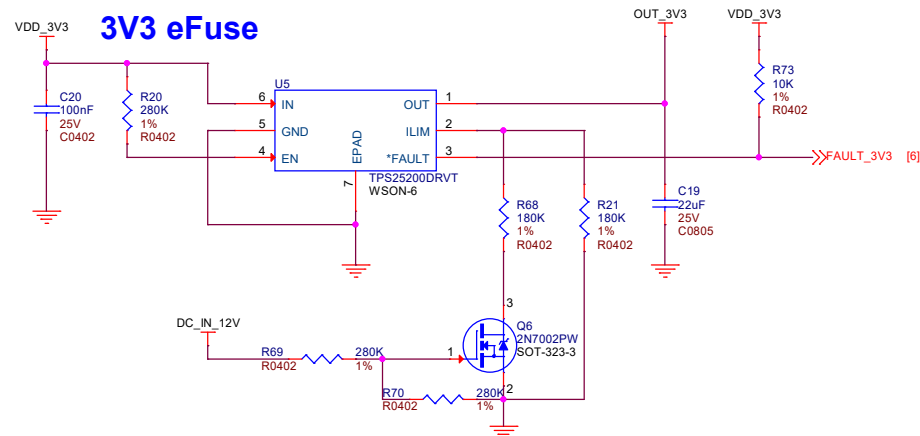 3V3 eFuse
VDD_3V3
OUT_3V3
VDD_3V3
C20
100nF
25V
C0402
R20
280K
1%
R0402
U5
6
IN
5
GND
4
EN
EPAD
7
OUT
1
ILIM
2
*FAULT
3
TPS25200DRVT
WSON-6
R73
10K
1%
R0402
FAULT_3V3 [6]
R68
180K
1%
R0402
R21
180K
1%
R0402
C19
22uF
25V
C0805
DC_IN_12V
R69
R0402
280K
1%
1
3
Q6
2N7002PW
SOT-323-3
2
R70
R0402
280K
1%